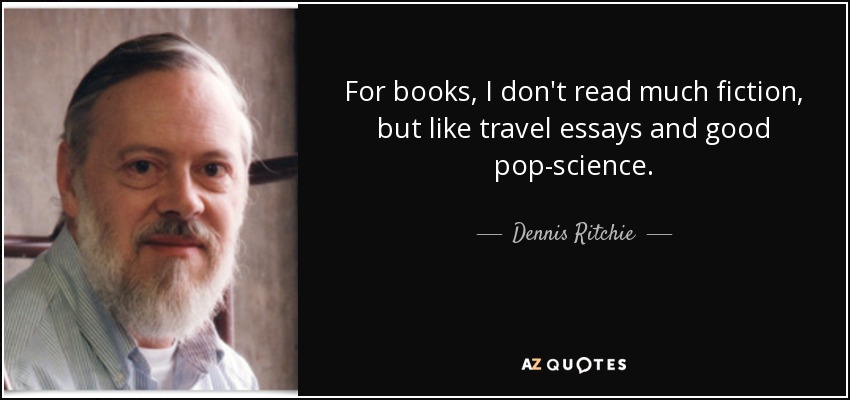 For books, I don't read much fiction,
but like travel essays and good
pop-science.
Dennis Ritchie
AZ QUOTES